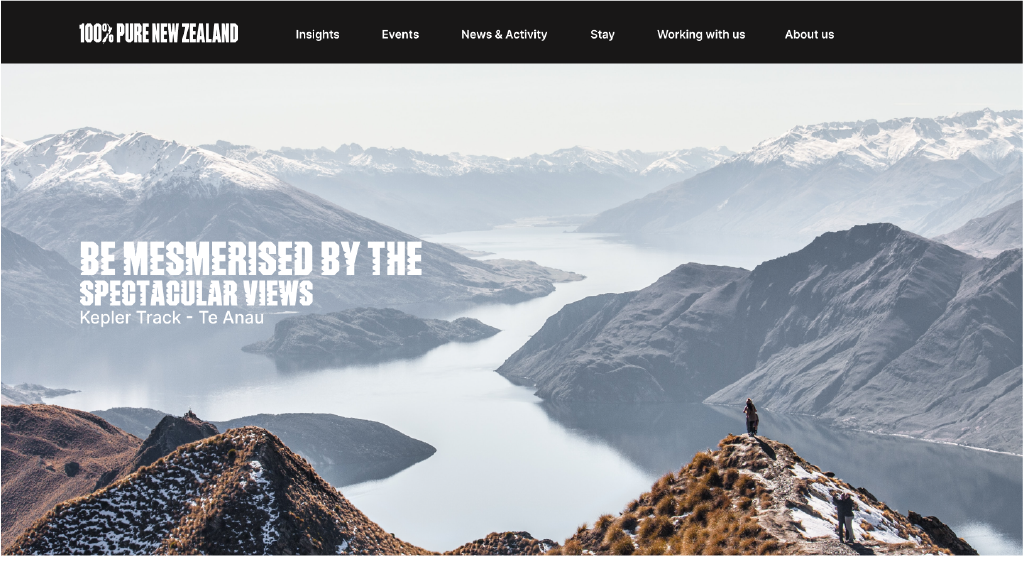 100% PURE NEW ZEALAND
Insights
Events
News & Activity
Stay
Working with us
About us
BE MESMERISED BY THE
SPECTACULAR VIEWS
Kepler Track - Te Anau